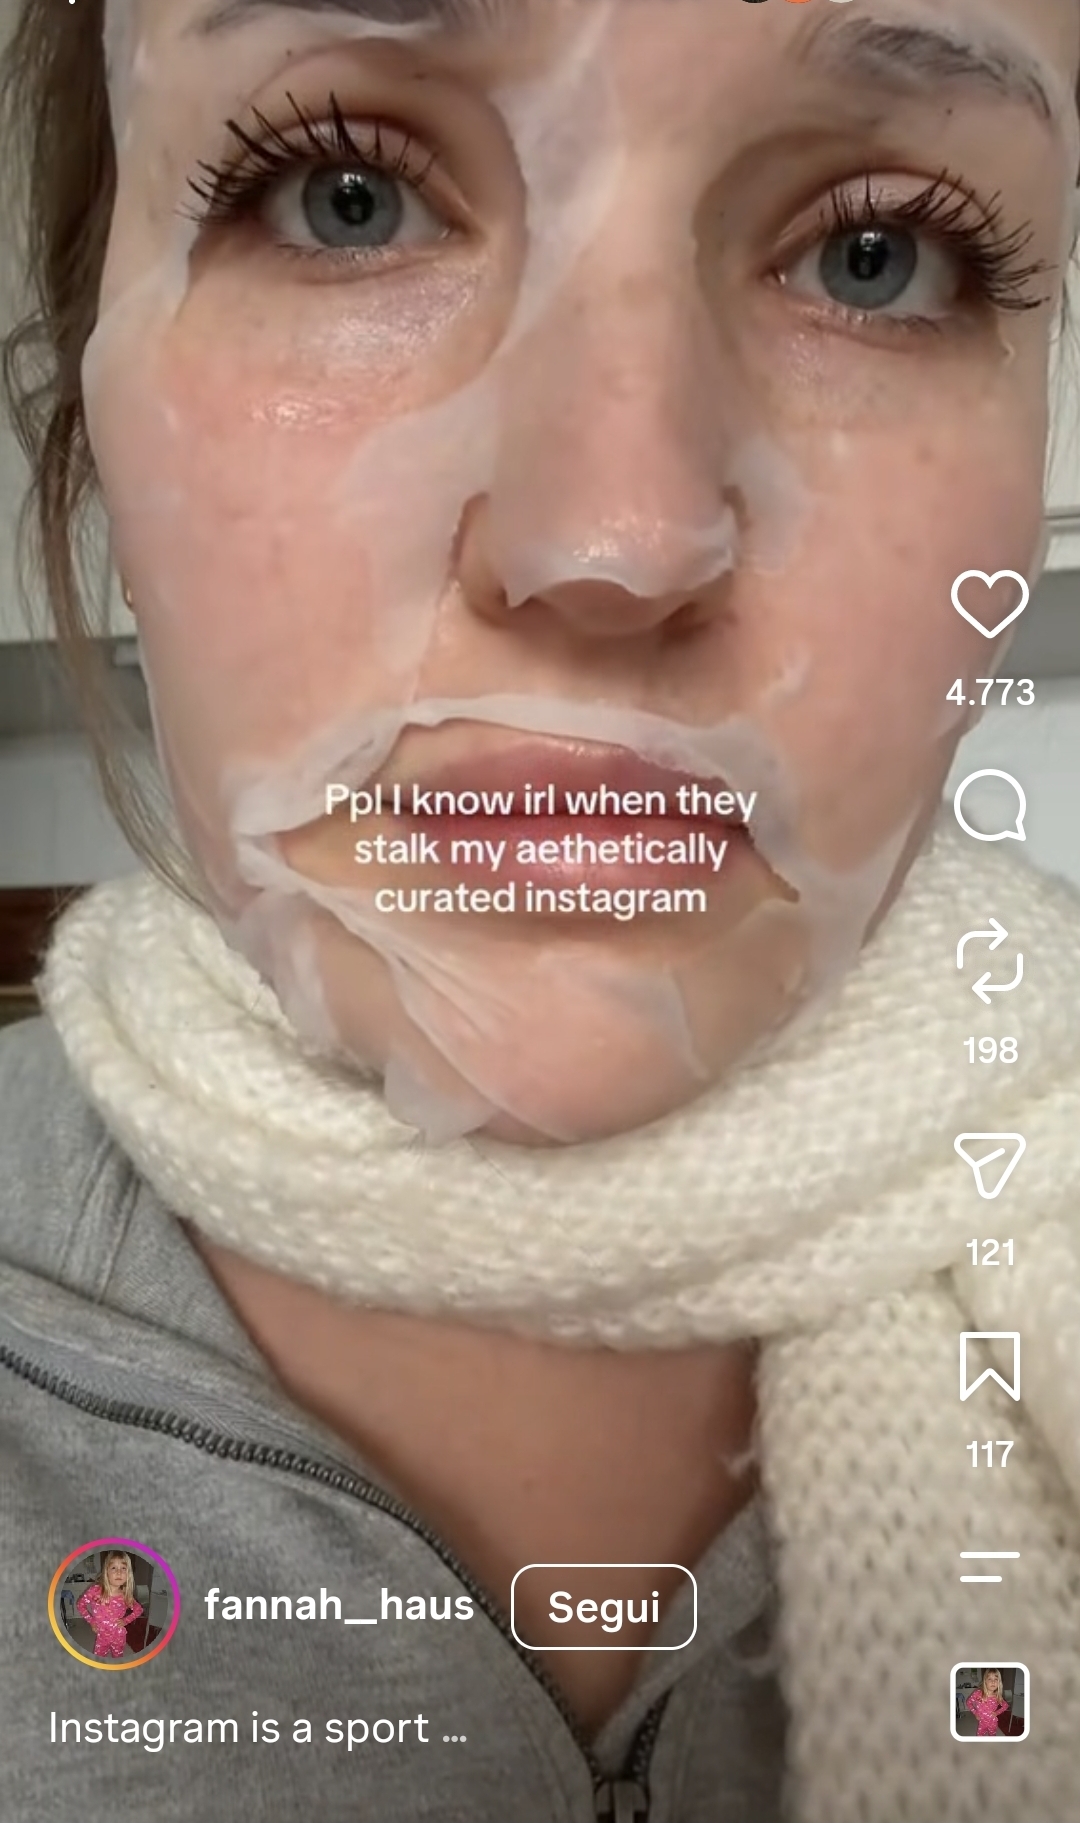 4.773
Ppl I know irl when they
stalk my aethetically
curated instagram
198
121
117
fannah__haus
Segui
Instagram is a sport ...